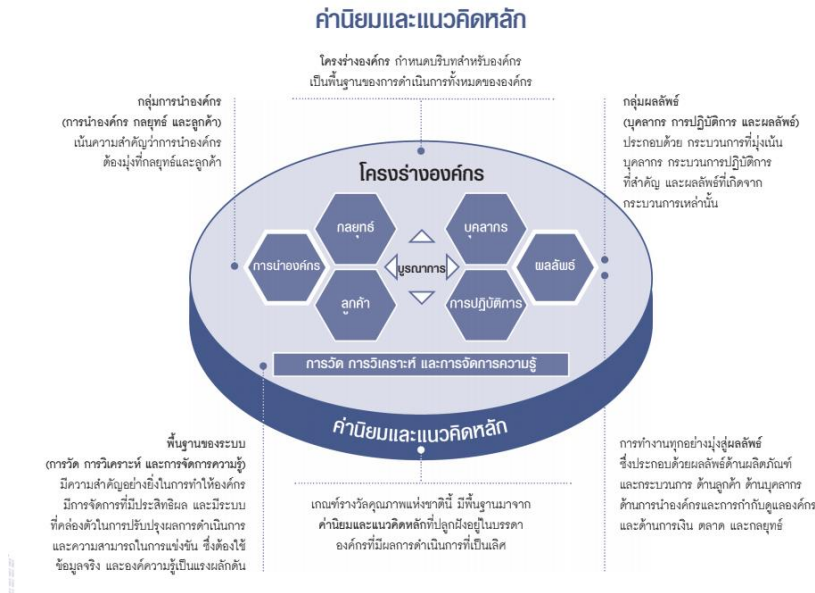 ค่านิยมและแนวคิดหลัก
โครงร่างองค์กร กำหนดบริบทสำหรับองค์กร
เป็นพื้นฐานของการดำเนินการทั้งหมดขององค์กร
กลุ่มการนำองค์กร
(การนำองค์กร กลยุทธ์ และลูกค้า)
เน้นความสำคัญว่าการนำองค์กร
ต้องมุ่งที่กลยุทธ์และลูกค้า
กลุ่มผลลัพธ์
(บุคลากร การปฏิบัติการ และผลลัพธ์)
ประกอบด้วย กระบวนการที่มุ่งเน้น
บุคลากร กระบวนการปฏิบัติการ
ที่สำคัญ และผลลัพธ์ที่เกิดจาก
กระบวนการเหล่านั้น
โครงร่างองค์กร
กลยุทธ์
บุคลากร
การนำองค์กร
บูรณาการ
ผลลัพธ์
ลูกค้า
การปฏิบัติการ
การวัด การวิเคราะห์ และการจัดการความรู้
ค่านิยมและแนวคิดหลัก
พื้นฐานของระบบ
(การวัด การวิเคราะห์ และการจัดการความรู้)
มีความสำคัญอย่างยิ่งในการทำให้องค์กร
มีการจัดการที่มีประสิทธิผล และมีระบบ
ที่คล่องตัวในการปรับปรุงผลการดำเนินการ
และความสามารถในการแข่งขัน ซึ่งต้องใช้
ข้อมูลจริง และองค์ความรู้เป็นแรงผลักดัน
เกณฑ์รางวัลคุณภาพแห่งชาตินี้ มีพื้นฐานมาจาก
ค่านิยมและแนวคิดหลักที่ปลูกฝังอยู่ในบรรดา
องค์กรที่มีผลการดำเนินการที่เป็นเลิศ
การทำงานทุกอย่างมุ่งสู่ผลลัพธ์
ซึ่งประกอบด้วยผลลัพธ์ด้านผลิตภัณฑ์
และกระบวนการ ด้านลูกค้า ด้านบุคลากร
ด้านการนำองค์กรและการกำกับดูแลองค์กร
และด้านการเงิน ตลาด และกลยุทธ์